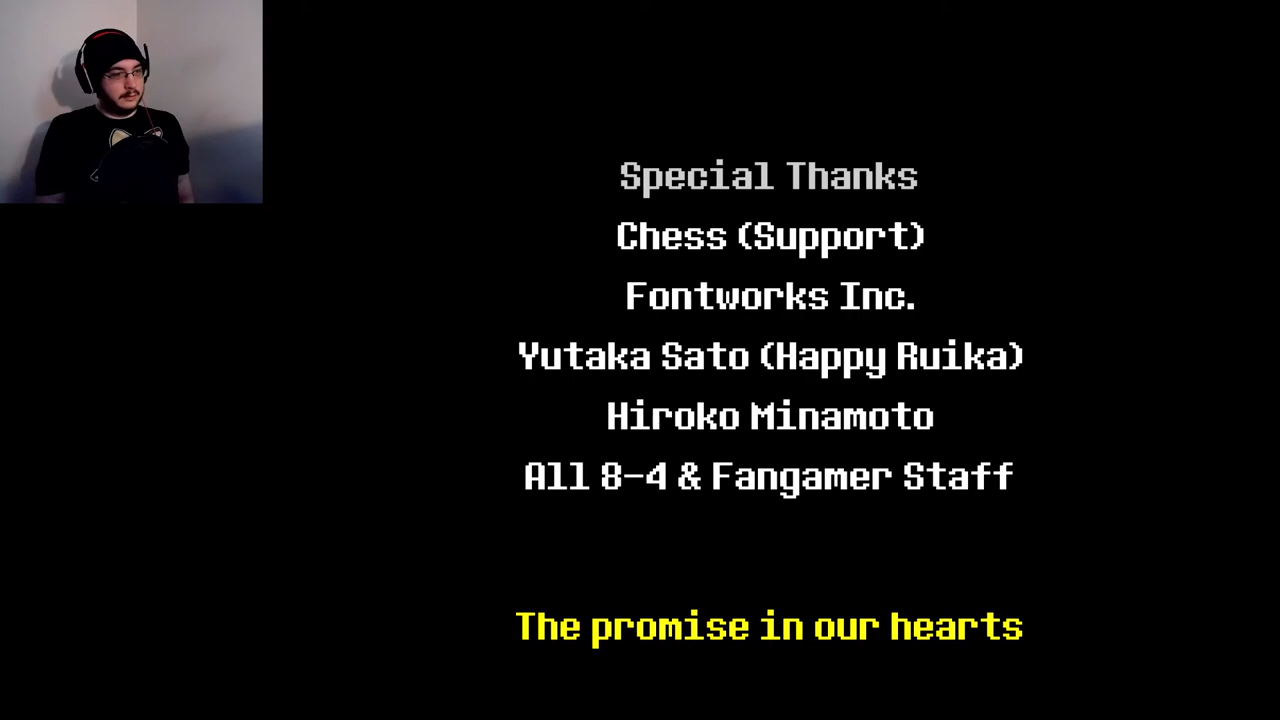 Special Thanks
Chess (Support)
Fontworks Inc.
Yutaka Sato (Happy Ruika)
Hiroko Minamoto
All 8-4 & Fangamer Staff
The promise in our hearts